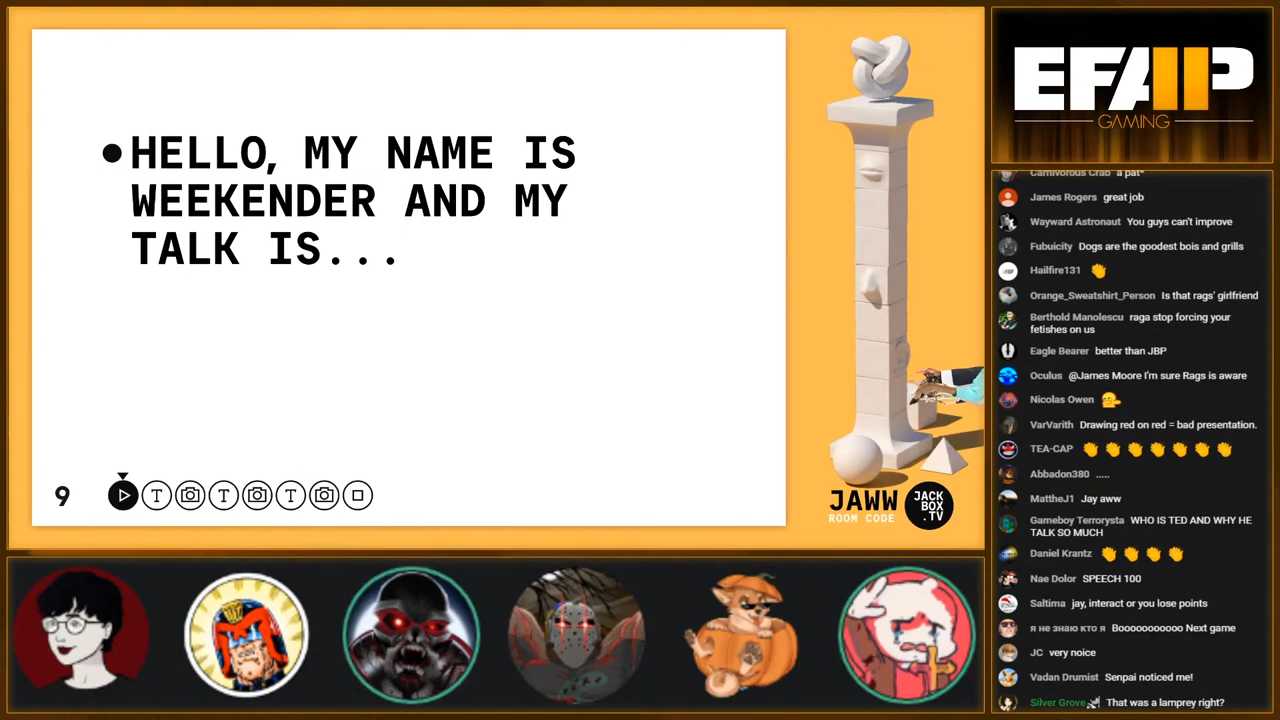 •HELLO, MY NAME IS
WEEKENDER AND MY
TALK IS...
9
T
T
T
JAWW
ROOM CODE
JACK
BOX
.TV
EFAP
GAMING
Carnivorous Crab a pat*
James Rogers great job
Wayward Astronaut You guys can't improve
Fubuicity Dogs are the goodest bois and grills
Hailfire131 👏
Orange_Sweatshirt_Person Is that rags' girlfriend
Berthold Manolescu raga stop forcing your
fetishes on us
Eagle Bearer better than JBP
Oculus @James Moore I'm sure Rags is aware
Nicolas Owen
VarVarith Drawing red on red = bad presentation.
TEA-CAP 👏 👏 👏 👏 👏 👏 👏
Abbadon380 .....
MattheJ1 Jay aww
Gameboy Terrorysta WHO IS TED AND WHY HE
TALK SO MUCH
Daniel Krantz 👏 👏 👏 👏
Nae Dolor SPEECH 100
Saltima jay, interact or you lose points
я не знаю кто я Booooooooooo Next game
JC very noice
Vadan Drumist Senpai noticed me!
Silver Grove That was a lamprey right?